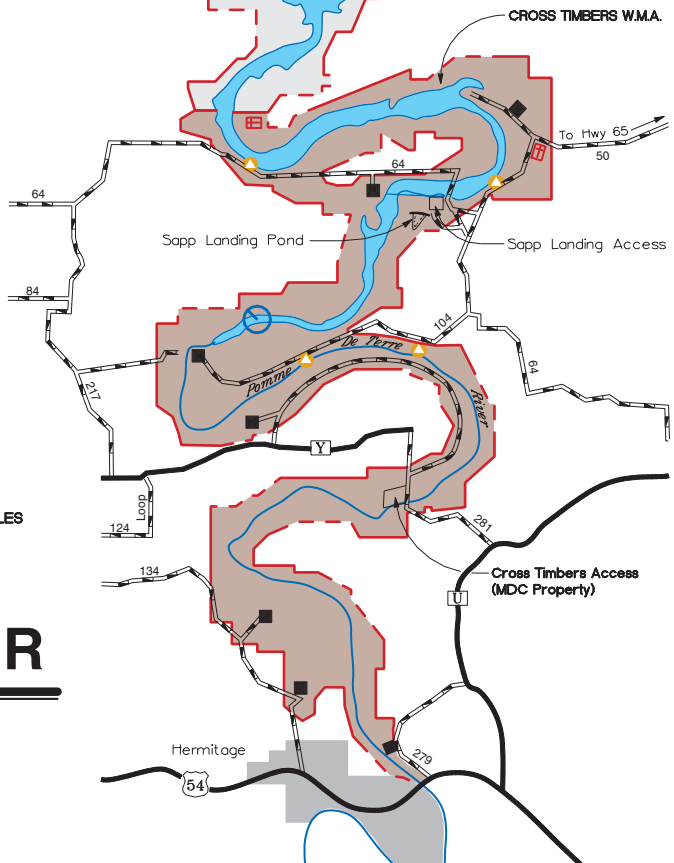 CROSS TIMBERS W.M.A.
To Hwy 65
50
64
64
Sapp Landing Pond
Sapp Landing Access
84
104
De Terre
Pomme
River
64
217
Y
LES
Loop
124
281
134
Cross Timbers Access
(MDC Property)
U
R
Hermitage
279
54